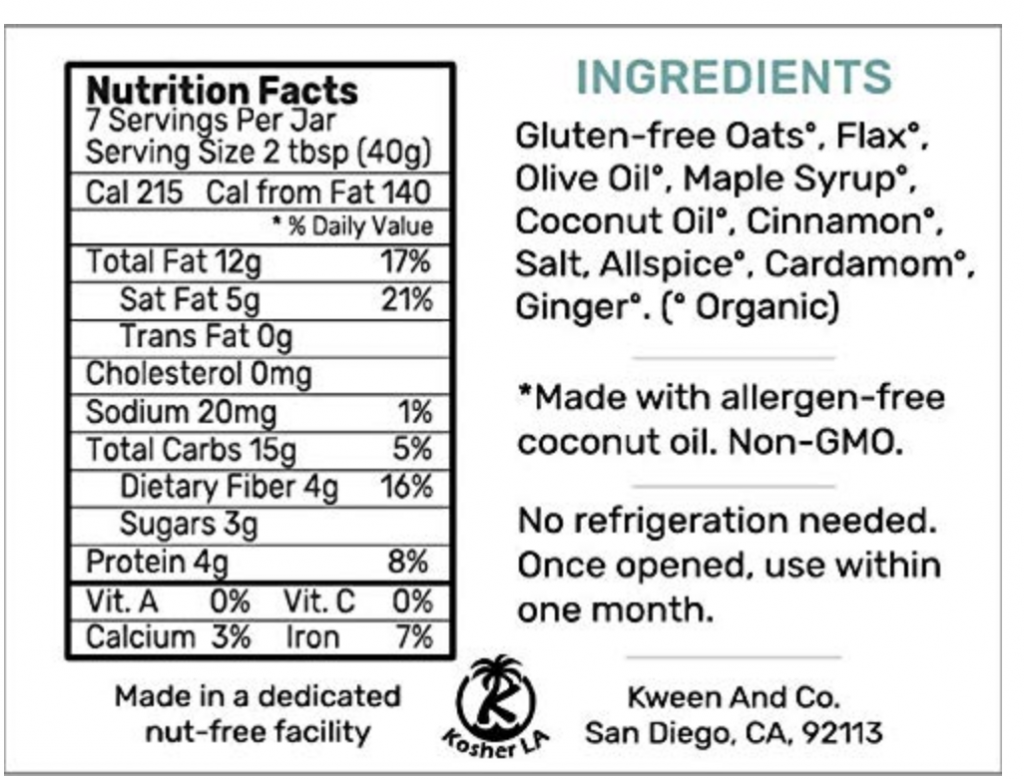 Nutrition Facts
7 Servings Per Jar
Serving Size 2 tbsp (40g)
Cal 215 Cal from Fat 140
* % Daily Value
Total Fat 12g 17%
Sat Fat 5g 21%
Trans Fat 0g
Cholesterol 0mg
Sodium 20mg 1%
Total Carbs 15g 5%
Dietary Fiber 4g 16%
Sugars 3g
Protein 4g 8%
Vit. A 0% Vit. C 0%
Calcium 3% Iron 7%
Made in a dedicated
nut-free facility
K
Kosher LA
INGREDIENTS
Gluten-free Oats°, Flax°,
Olive Oil°, Maple Syrup°,
Coconut Oil°, Cinnamon°,
Salt, Allspice°, Cardamom°,
Ginger°. (° Organic)
*Made with allergen-free
coconut oil. Non-GMO.
No refrigeration needed.
Once opened, use within
one month.
Kween And Co.
San Diego, CA, 92113